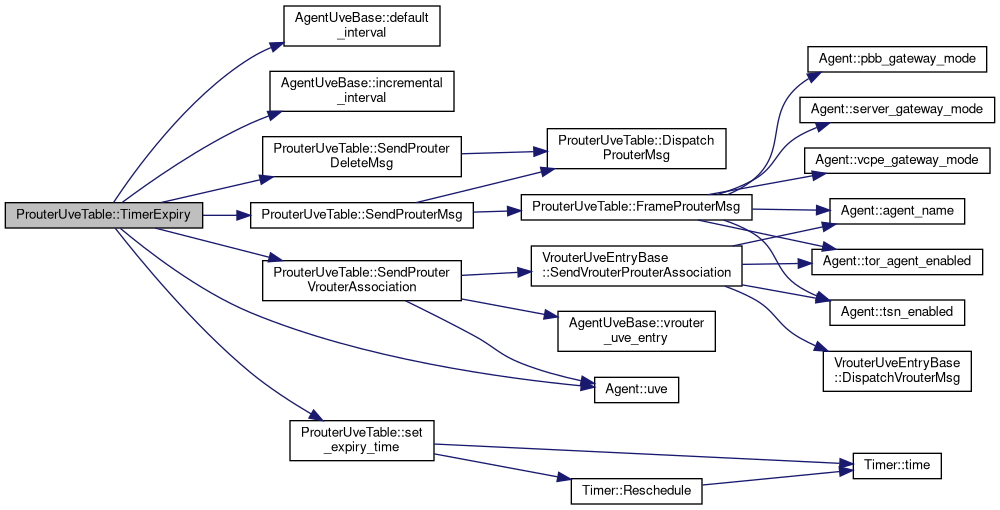 AgentUveBase::default
_interval
AgentUveBase::incremental
_interval
ProuterUveTable::SendProuter
DeleteMsg
ProuterUveTable::TimerExpiry
ProuterUveTable::SendProuterMsg
ProuterUveTable::SendProuter
VrouterAssociation
ProuterUveTable::set
_expiry_time
ProuterUveTable::Dispatch
ProuterMsg
ProuterUveTable::FrameProuterMsg
VrouterUveEntryBase
::SendVrouterProuterAssociation
AgentUveBase::vrouter
_uve_entry
Agent::uve
Timer::Reschedule
Agent::pbb_gateway_mode
Agent::server_gateway_mode
Agent::vcpe_gateway_mode
Agent::agent_name
Agent::tor_agent_enabled
Agent::tsn_enabled
VrouterUveEntryBase
::DispatchVrouterMsg
Timer::time